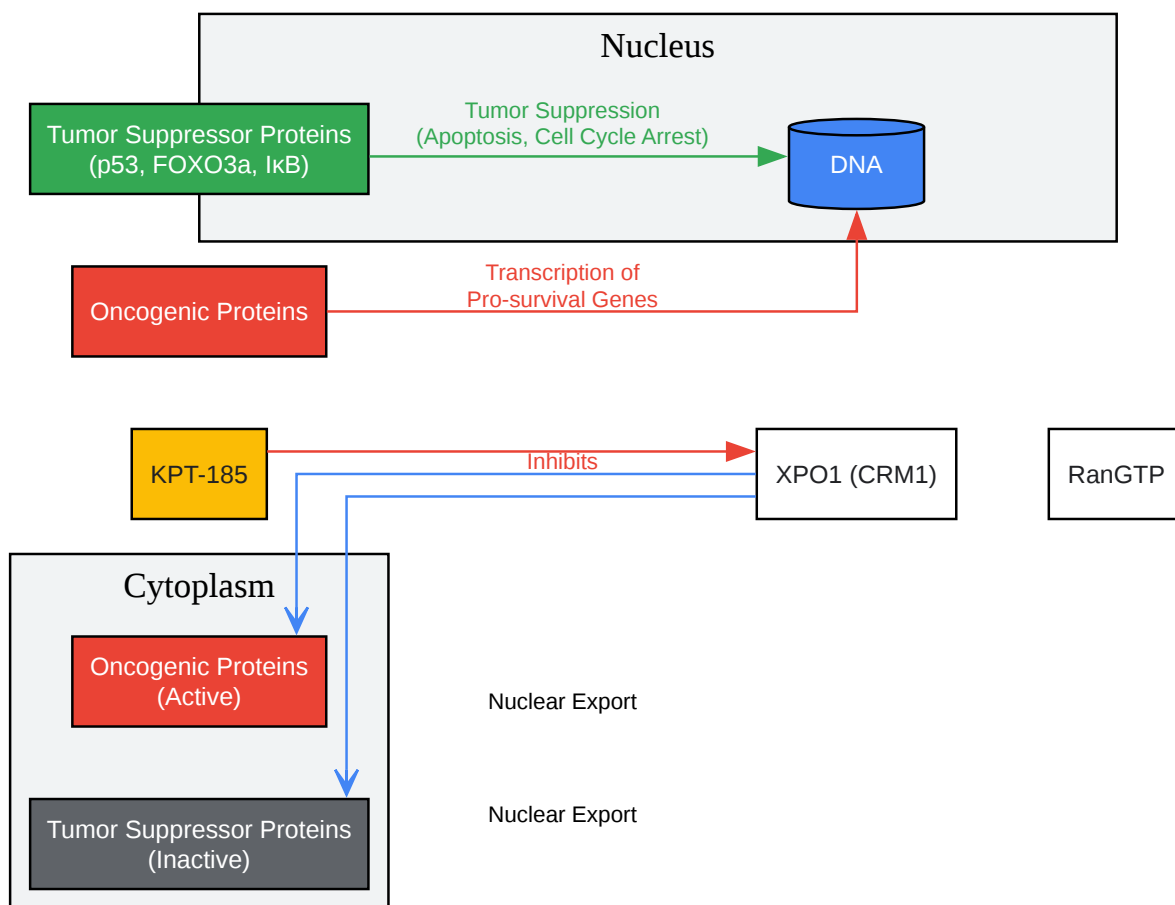 Nucleus
Tumor Suppressor Proteins
(p53, FOXO3a, IκB)
Tumor Suppression
(Apoptosis, Cell Cycle Arrest)
DNA
Oncogenic Proteins
Transcription of
Pro-survival Genes
KPT-185
Inhibits
XPO1 (CRM1)
RanGTP
Cytoplasm
Oncogenic Proteins
(Active)
Nuclear Export
Tumor Suppressor Proteins
(Inactive)
Nuclear Export